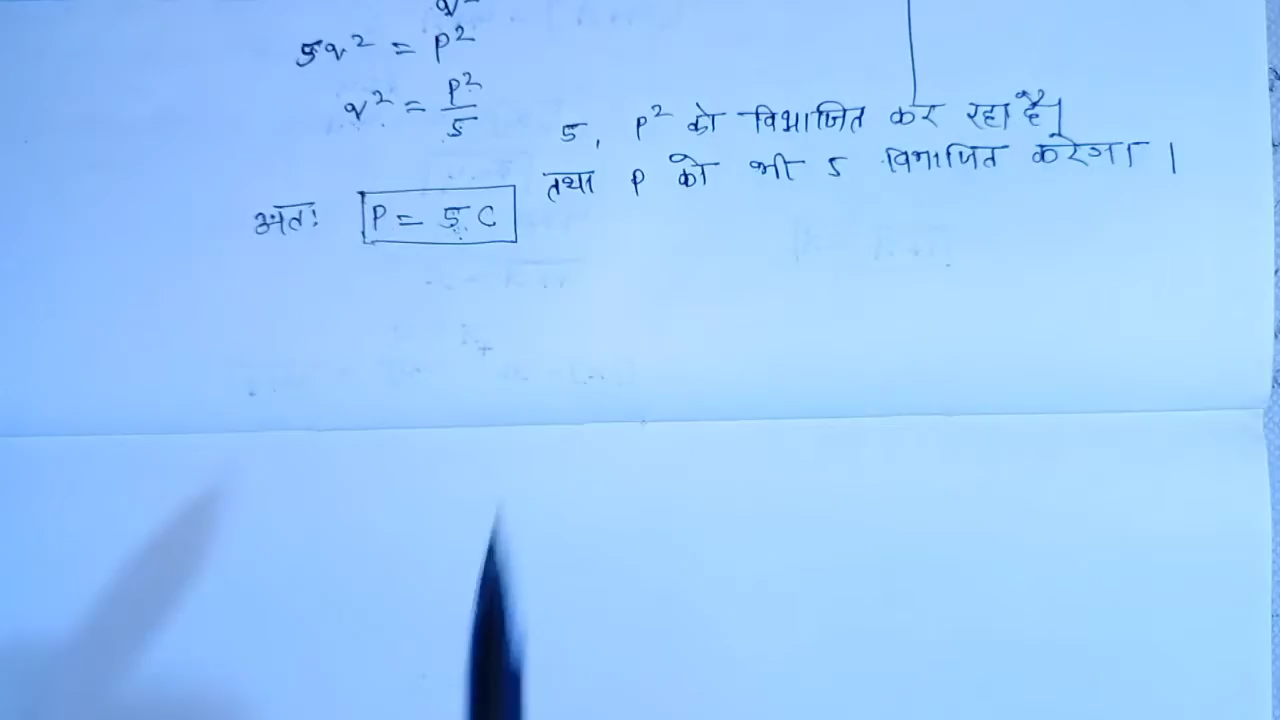 5q² = p²
q² = p²/5
5, p² को विभाजित कर रहा है।
तथा p को भी 5 विभाजित करेगा ।
अतः P = 5C